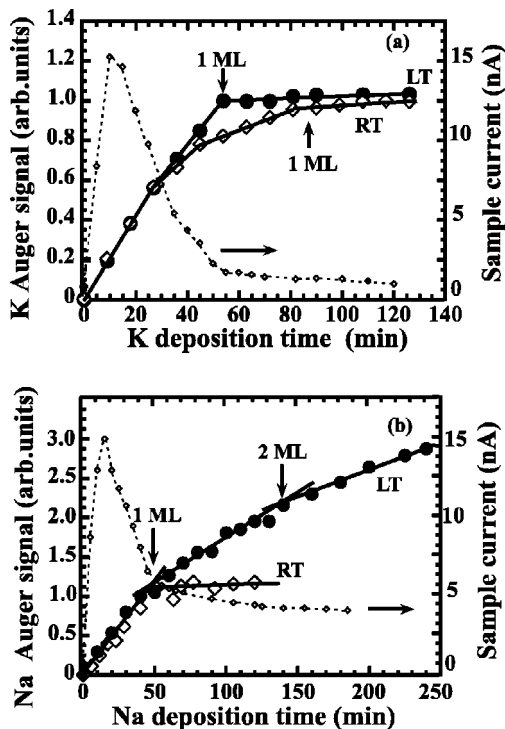 K Auger signal (arb.units)
1.4
1.2
1.0
0.8
0.6
0.4
0.2
0
(a)
1 ML
LT
RT
1 ML
15
10
5
0
Sample current (nA)
0 20 40 60 80 100 120 140
K deposition time (min)
Na Auger signal (arb.units)
3.0
2.5
2.0
1.5
1.0
0.5
0.0
(b)
2 ML
1 ML
LT
RT
15
10
5
0
Sample current (nA)
0 50 100 150 200 250
Na deposition time (min)